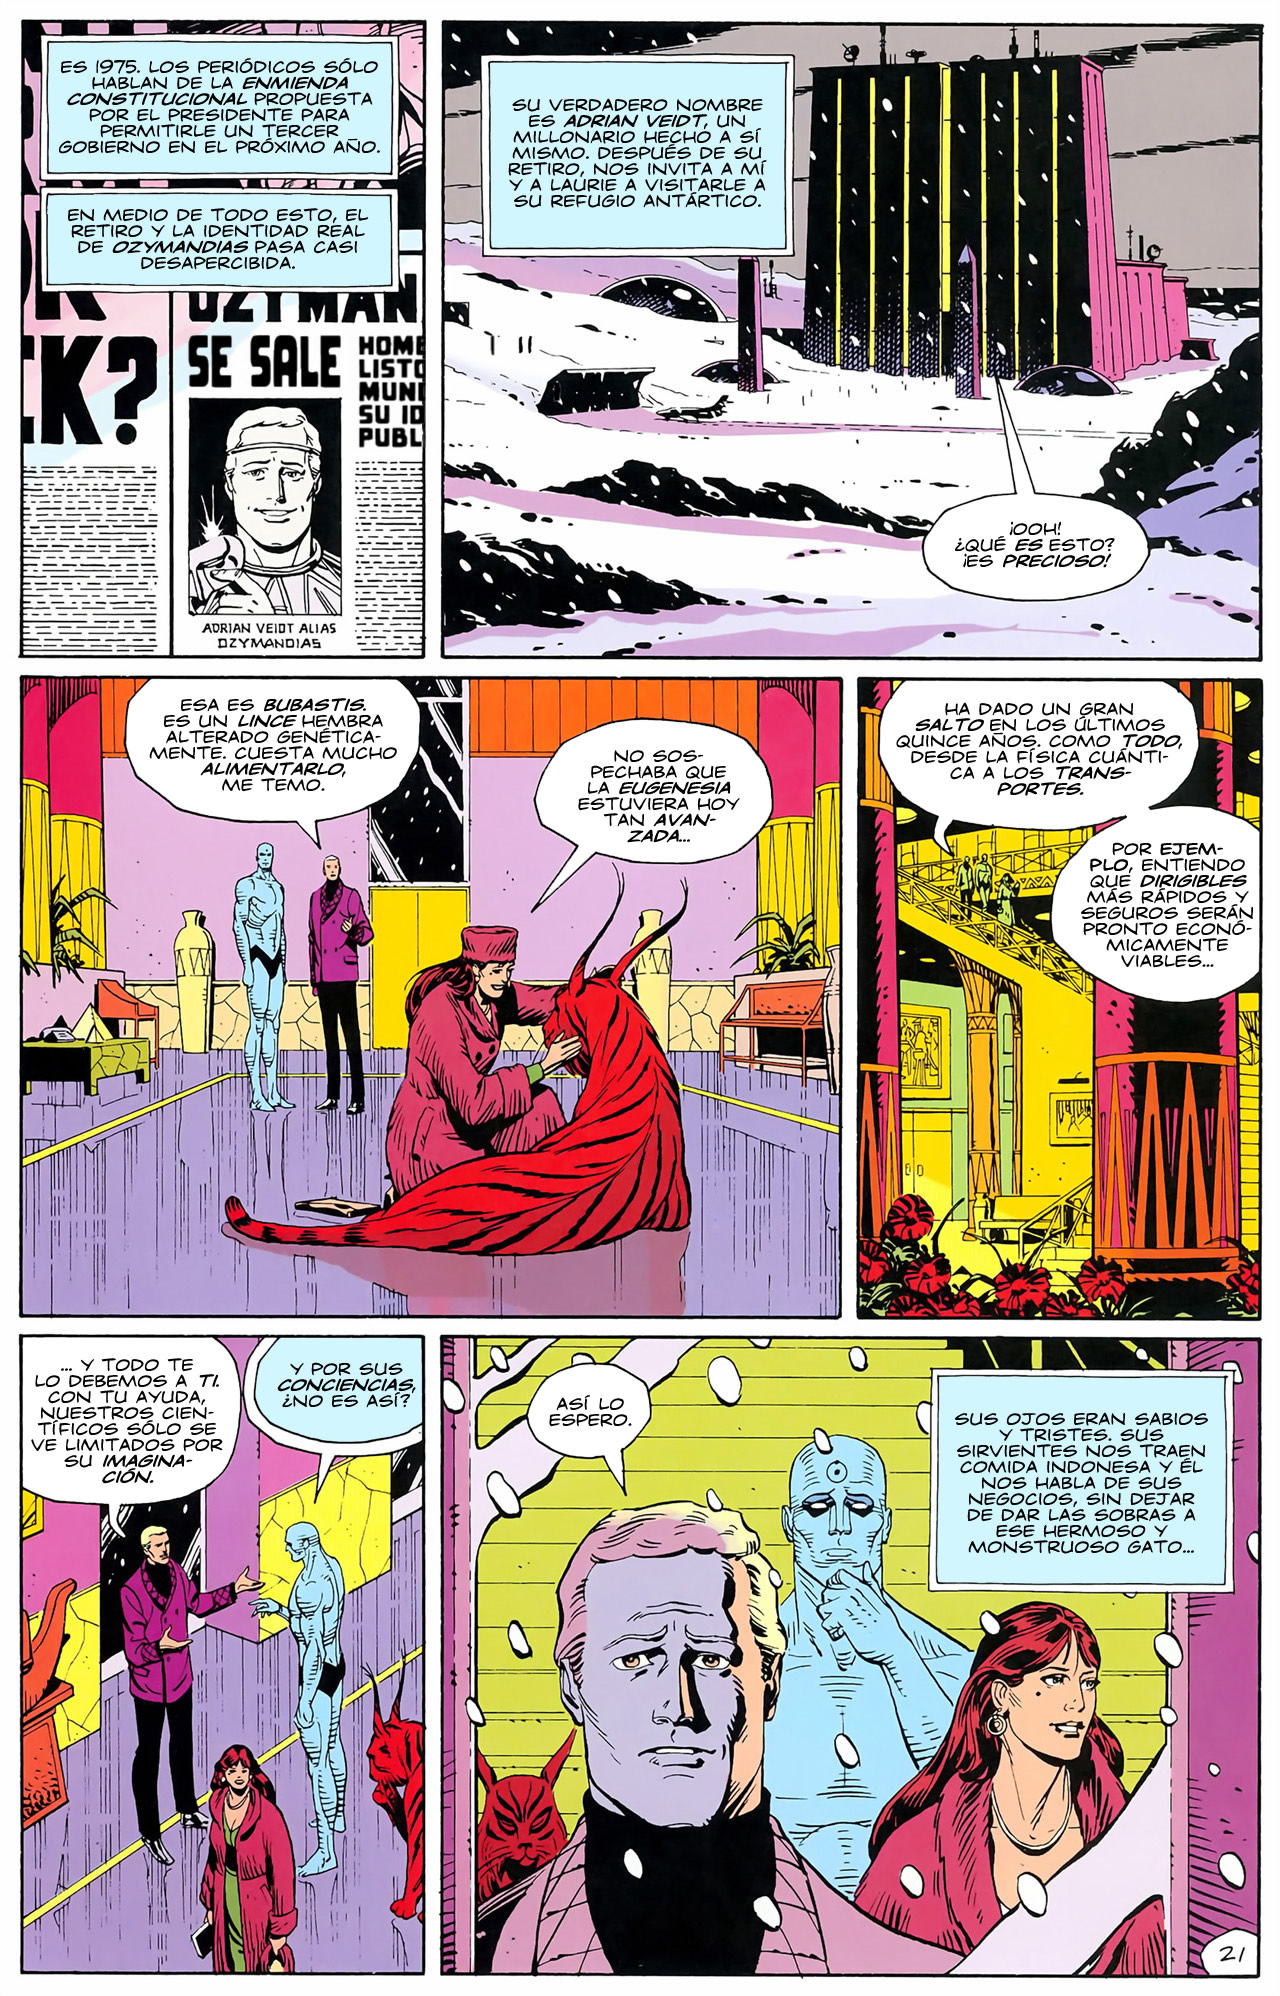 ES 1975. LOS PERIÓDICOS SÓLO
HABLAN DE LA ENMIENDA
CONSTITUCIONAL PROPUESTA
POR EL PRESIDENTE PARA
PERMITIRLE UN TERCER
GOBIERNO EN EL PRÓXIMO AÑO.
EN MEDIO DE TODO ESTO, EL
RETIRO Y LA IDENTIDAD REAL
DE OZYMANDIAS PASA CASI
DESAPERCIBIDA.
CK?
OZYMAN
SE SALE
HOME
LISTO
MUN
SU ID
PUBL
ADRIAN VEIDT ALIAS
OZYMANDIAS
SU VERDADERO NOMBRE
ES ADRIAN VEIDT, UN
MILLONARIO HECHO A SÍ
MISMO. DESPUÉS DE SU
RETIRO, NOS INVITA A MÍ
Y A LAURIE A VISITARLE A
SU REFUGIO ANTÁRTICO.
¡OOH!
¿QUÉ ES ESTO?
¡ES PRECIOSO!
ESA ES BUBASTIS.
ES UN LINCE HEMBRA
ALTERADO GENÉTICA-
MENTE. CUESTA MUCHO
ALIMENTARLO,
ME TEMO.
NO SOS-
PECHABA QUE
LA EUGENESIA
ESTUVIERA HOY
TAN AVAN-
ZADA...
HA DADO UN GRAN
SALTO EN LOS ÚLTIMOS
QUINCE AÑOS. COMO TODO,
DESDE LA FÍSICA CUÁNTI-
CA A LOS TRANS-
PORTES.
POR EJEM-
PLO, ENTIENDO
QUE DIRIGIBLES
MÁS RÁPIDOS Y
SEGUROS SERÁN
PRONTO ECONÓ-
MICAMENTE
VIABLES...
... Y TODO TE
LO DEBEMOS A TI.
CON TU AYUDA,
NUESTROS CIEN-
TÍFICOS SÓLO SE
VE LIMITADOS POR
SU IMAGINA-
CIÓN.
Y POR SUS
CONCIENCIAS,
¿NO ES ASÍ?
ASÍ LO
ESPERO.
SUS OJOS ERAN SABIOS
Y TRISTES. SUS
SIRVIENTES NOS TRAEN
COMIDA INDONESA Y ÉL
NOS HABLA DE SUS
NEGOCIOS, SIN DEJAR
DE DAR LAS SOBRAS A
ESE HERMOSO Y
MONSTRUOSO GATO...
21